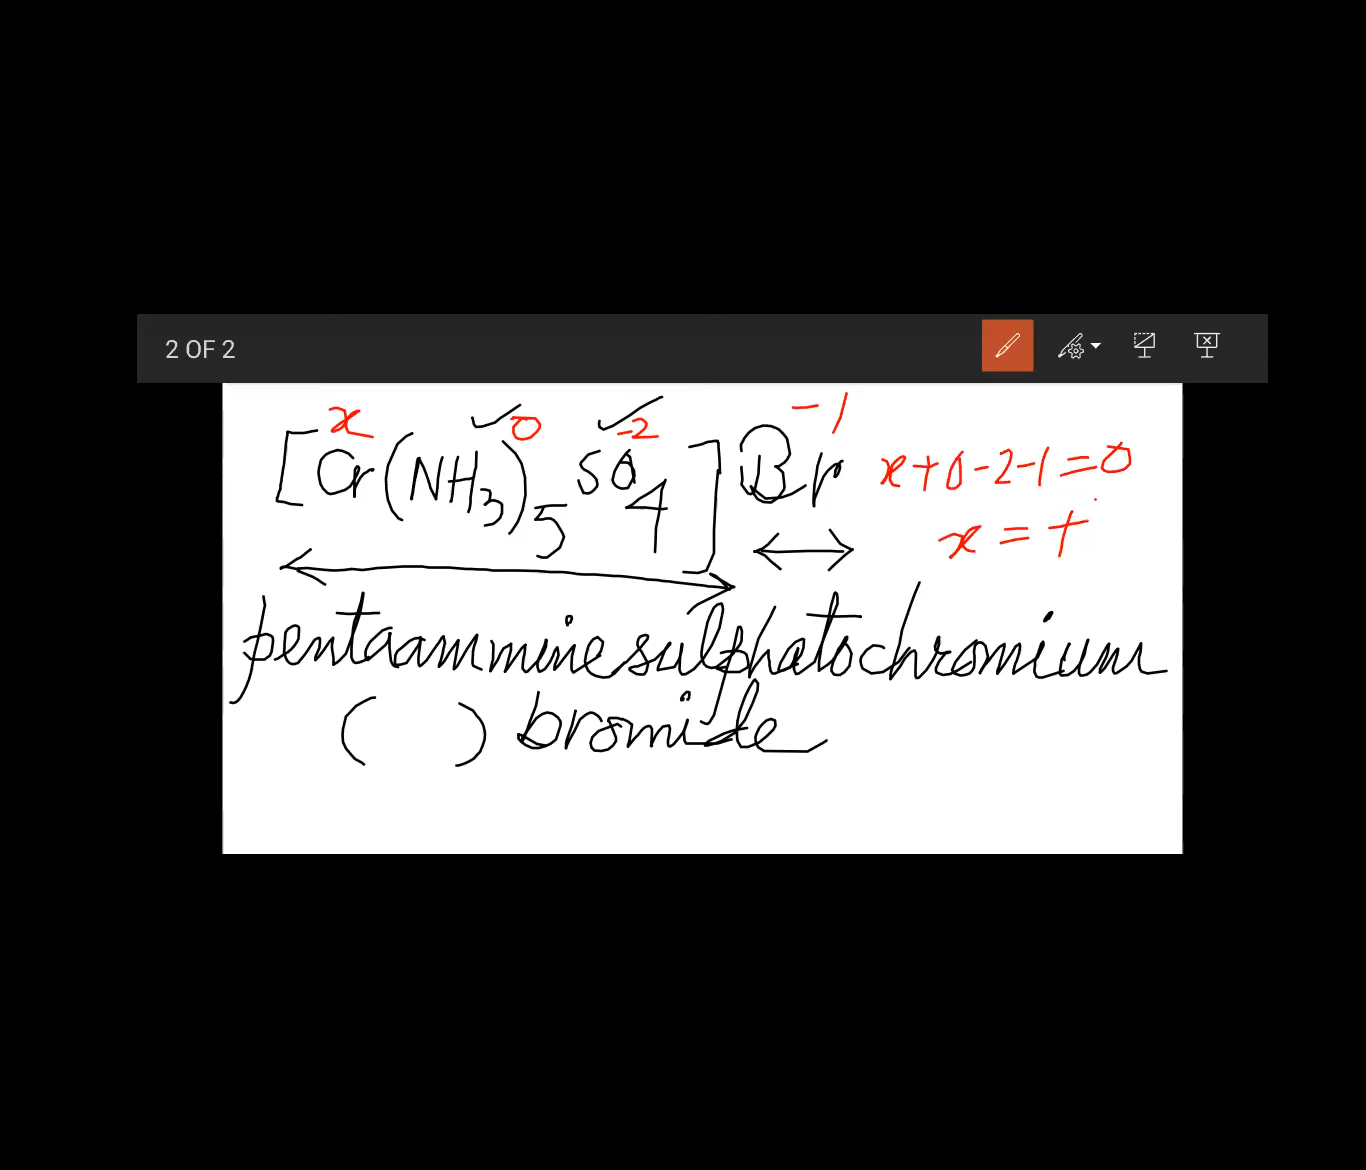 2 OF 2
x 0 -2 -1
[Cr(NH3)5SO4]Br x+0-2-1=0
x = +
pentaamminesulphatochromium
( ) bromide